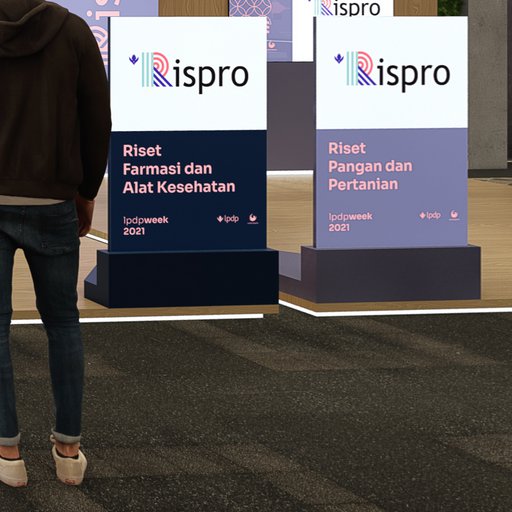 Rispro
Rispro
Riset
Farmasi dan
Alat Kesehatan
lpdpweek
2021
lpdp
Rispro
Riset
Pangan dan
Pertanian
lpdpweek
2021
lpdp